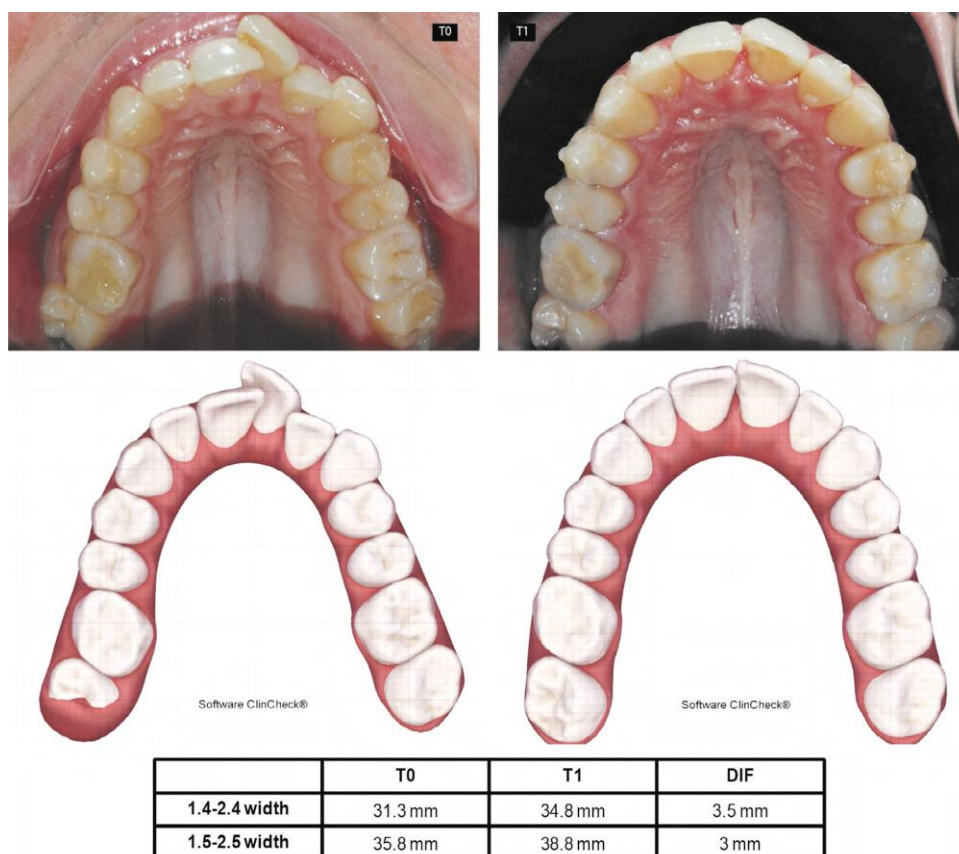 T0
T1
Software ClinCheck®
Software ClinCheck®
T0 T1 DIF
1.4-2.4 width 31.3 mm 34.8 mm 3.5 mm
1.5-2.5 width 35.8 mm 38.8 mm 3 mm